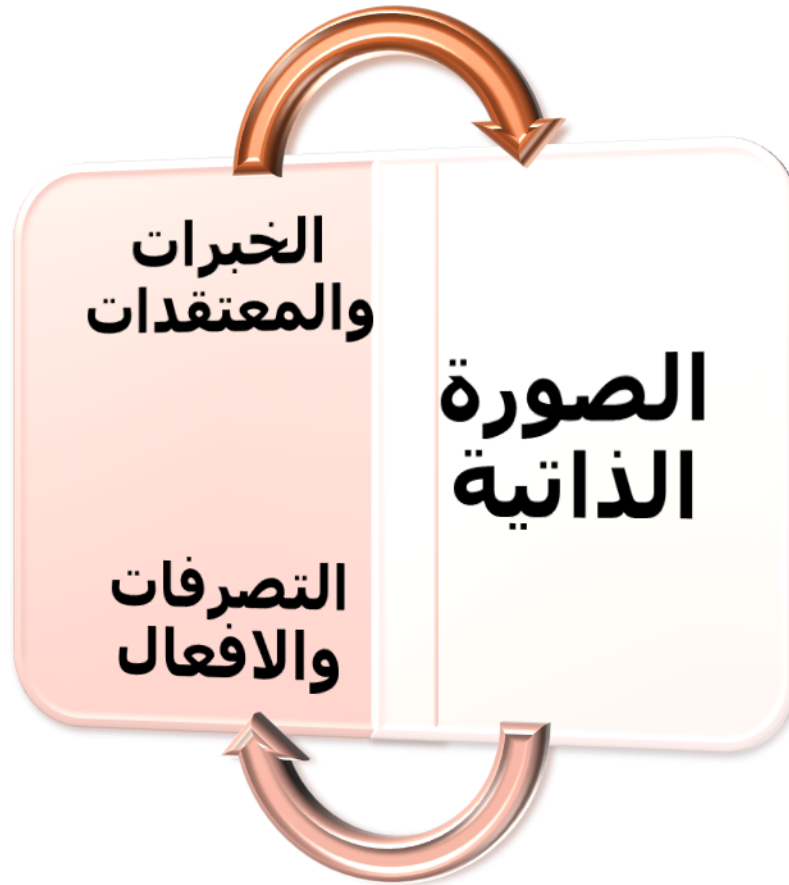 الخبرات
والمعتقدات
الصورة
الذاتية
التصرفات
والافعال